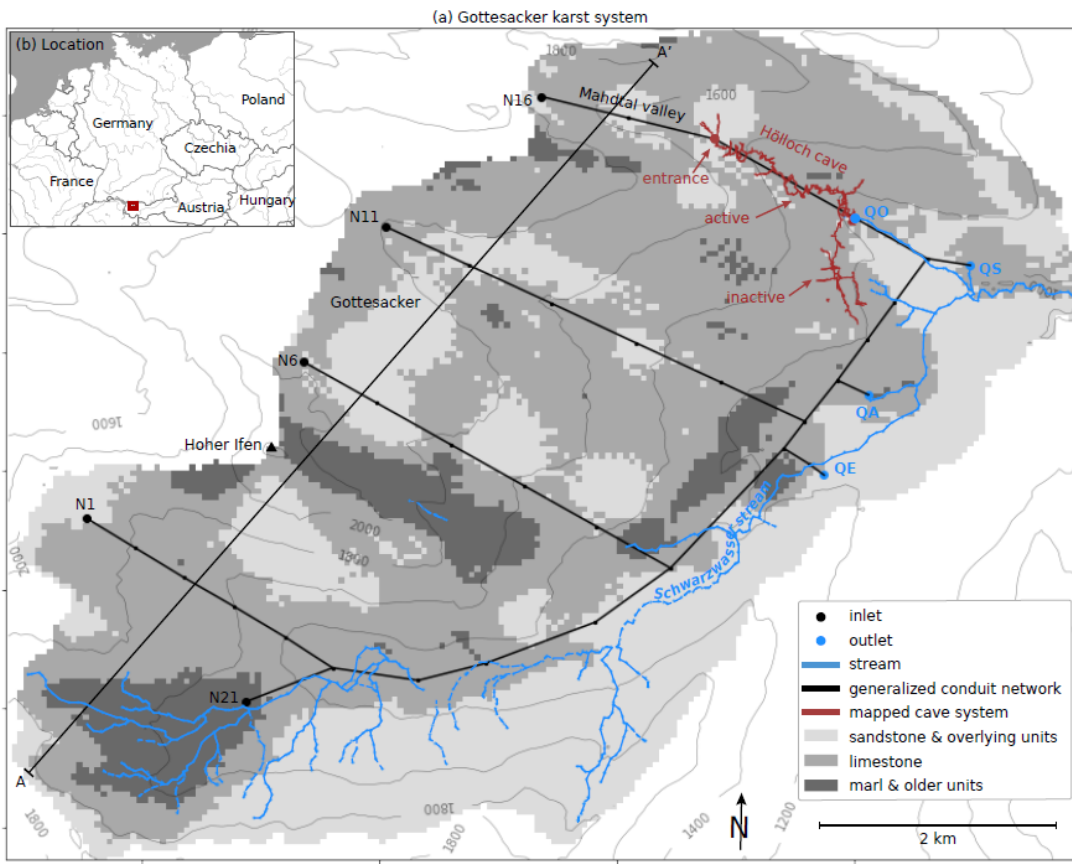 (a) Gottesacker karst system
(b) Location
Poland
Germany
Czechia
France
Austria
Hungary
1800
A'
N16
Mahdtal valley
1600
Hölloch cave
entrance
active
QO
N11
QS
inactive
Gottesacker
N6
QA
1600
Hoher Ifen
QE
N1
2000
1800
2000
Schwarzwasser stream
N21
A
1800
1800
1800
1400
1200
N
inlet
outlet
stream
generalized conduit network
mapped cave system
sandstone & overlying units
limestone
marl & older units
2 km